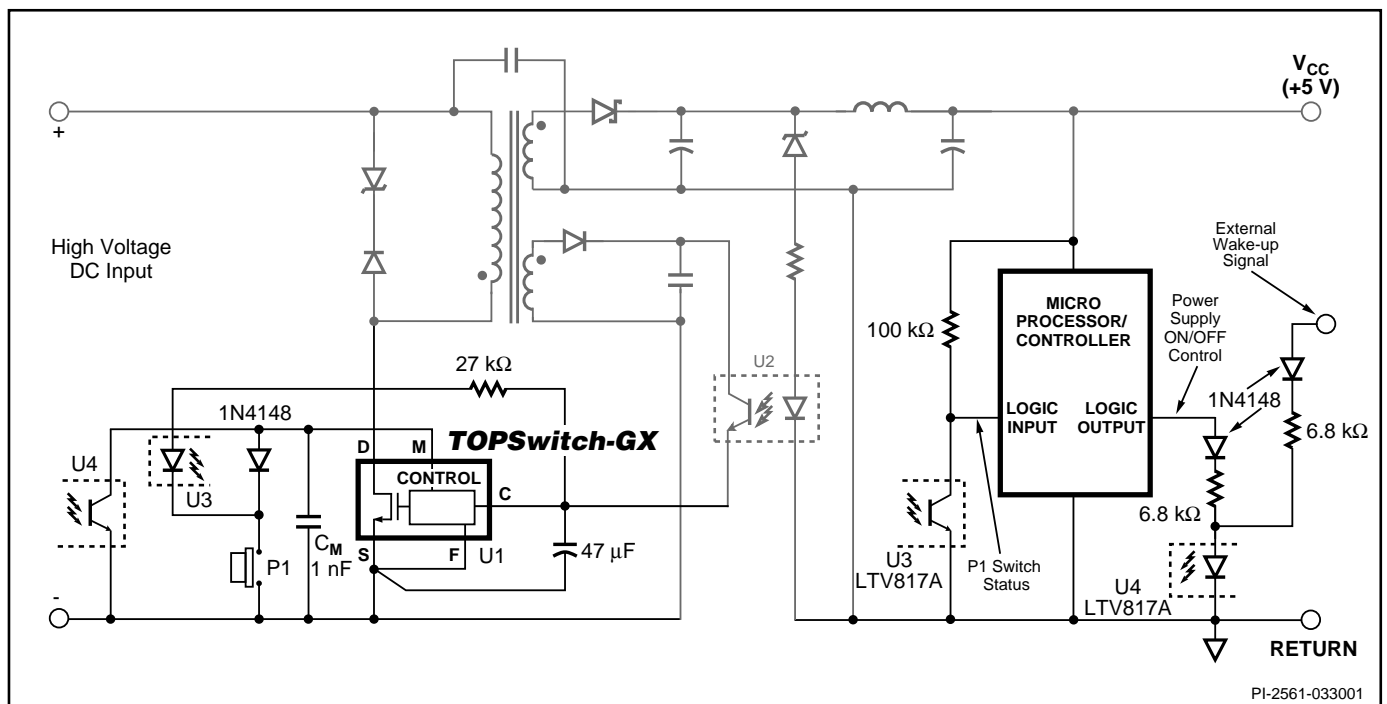 V_CC
(+5 V)
+
High Voltage
DC Input
External
Wake-up
Signal
MICRO
PROCESSOR/
CONTROLLER
Power
Supply
ON/OFF
Control
100 kΩ
27 kΩ
U2
1N4148
1N4148
LOGIC
INPUT
LOGIC
OUTPUT
TOPSwitch-GX
D
M
CONTROL
C
U4
U3
6.8 kΩ
6.8 kΩ
C_M
1 nF
P1
S
F
U1
47 µF
U3
LTV817A
P1 Switch
Status
U4
LTV817A
-
RETURN
PI-2561-033001